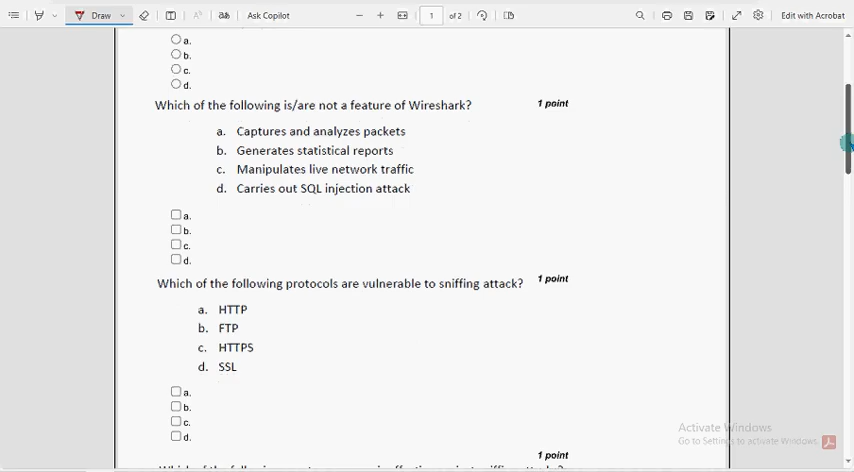 Draw
Ask Copilot
1 of 2
Edit with Acrobat
a.
b.
c.
d.
Which of the following is/are not a feature of Wireshark? 1 point
a. Captures and analyzes packets
b. Generates statistical reports
c. Manipulates live network traffic
d. Carries out SQL injection attack
a.
b.
c.
d.
Which of the following protocols are vulnerable to sniffing attack? 1 point
a. HTTP
b. FTP
c. HTTPS
d. SSL
a.
b.
c.
d.
Activate Windows
Go to Settings to activate Windows.
1 point